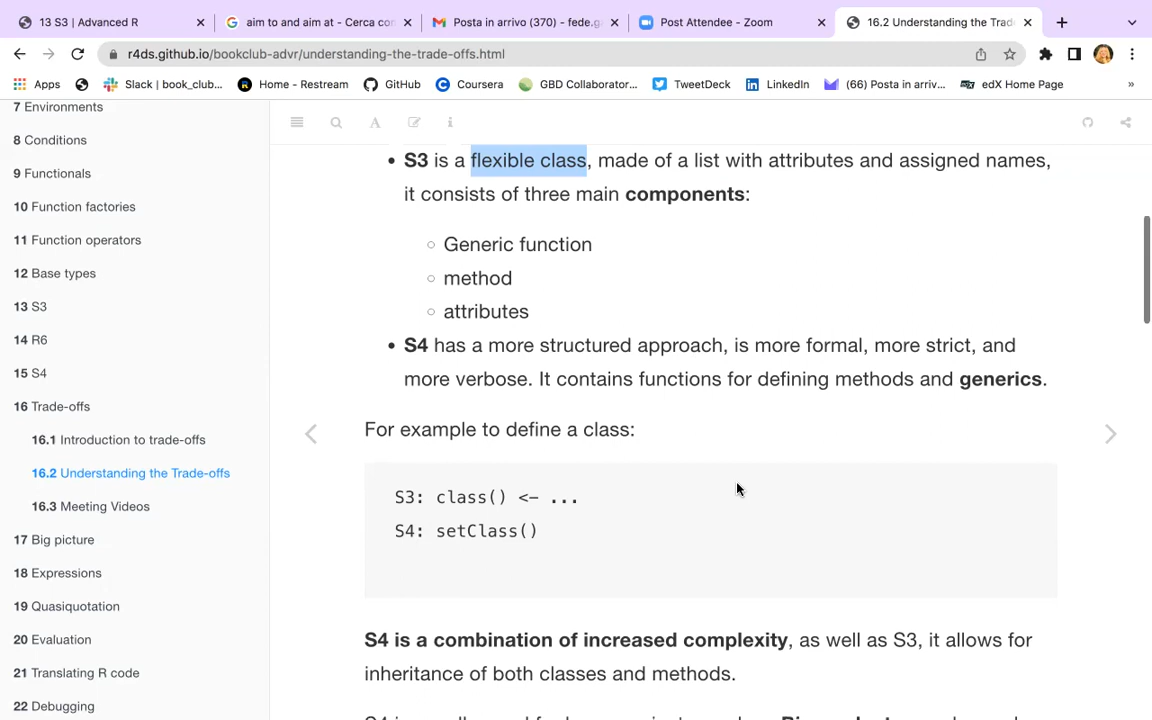 13 S3 | Advanced R
aim to and aim at - Cerca con
Posta in arrivo (370) - fede.g
Post Attendee - Zoom
16.2 Understanding the Trad
r4ds.github.io/bookclub-advr/understanding-the-trade-offs.html
Apps
Slack | book_club...
Home - Restream
GitHub
Coursera
GBD Collaborator...
TweetDeck
LinkedIn
(66) Posta in arriv...
edX Home Page
»
7 Environments
8 Conditions
9 Functionals
10 Function factories
11 Function operators
12 Base types
13 S3
14 R6
15 S4
16 Trade-offs
16.1 Introduction to trade-offs
16.2 Understanding the Trade-offs
16.3 Meeting Videos
17 Big picture
18 Expressions
19 Quasiquotation
20 Evaluation
21 Translating R code
22 Debugging
A
i
• S3 is a flexible class, made of a list with attributes and assigned names,
it consists of three main components:
○ Generic function
○ method
○ attributes
• S4 has a more structured approach, is more formal, more strict, and
more verbose. It contains functions for defining methods and generics.
For example to define a class:
S3: class() <- ...
S4: setClass()
S4 is a combination of increased complexity, as well as S3, it allows for
inheritance of both classes and methods.